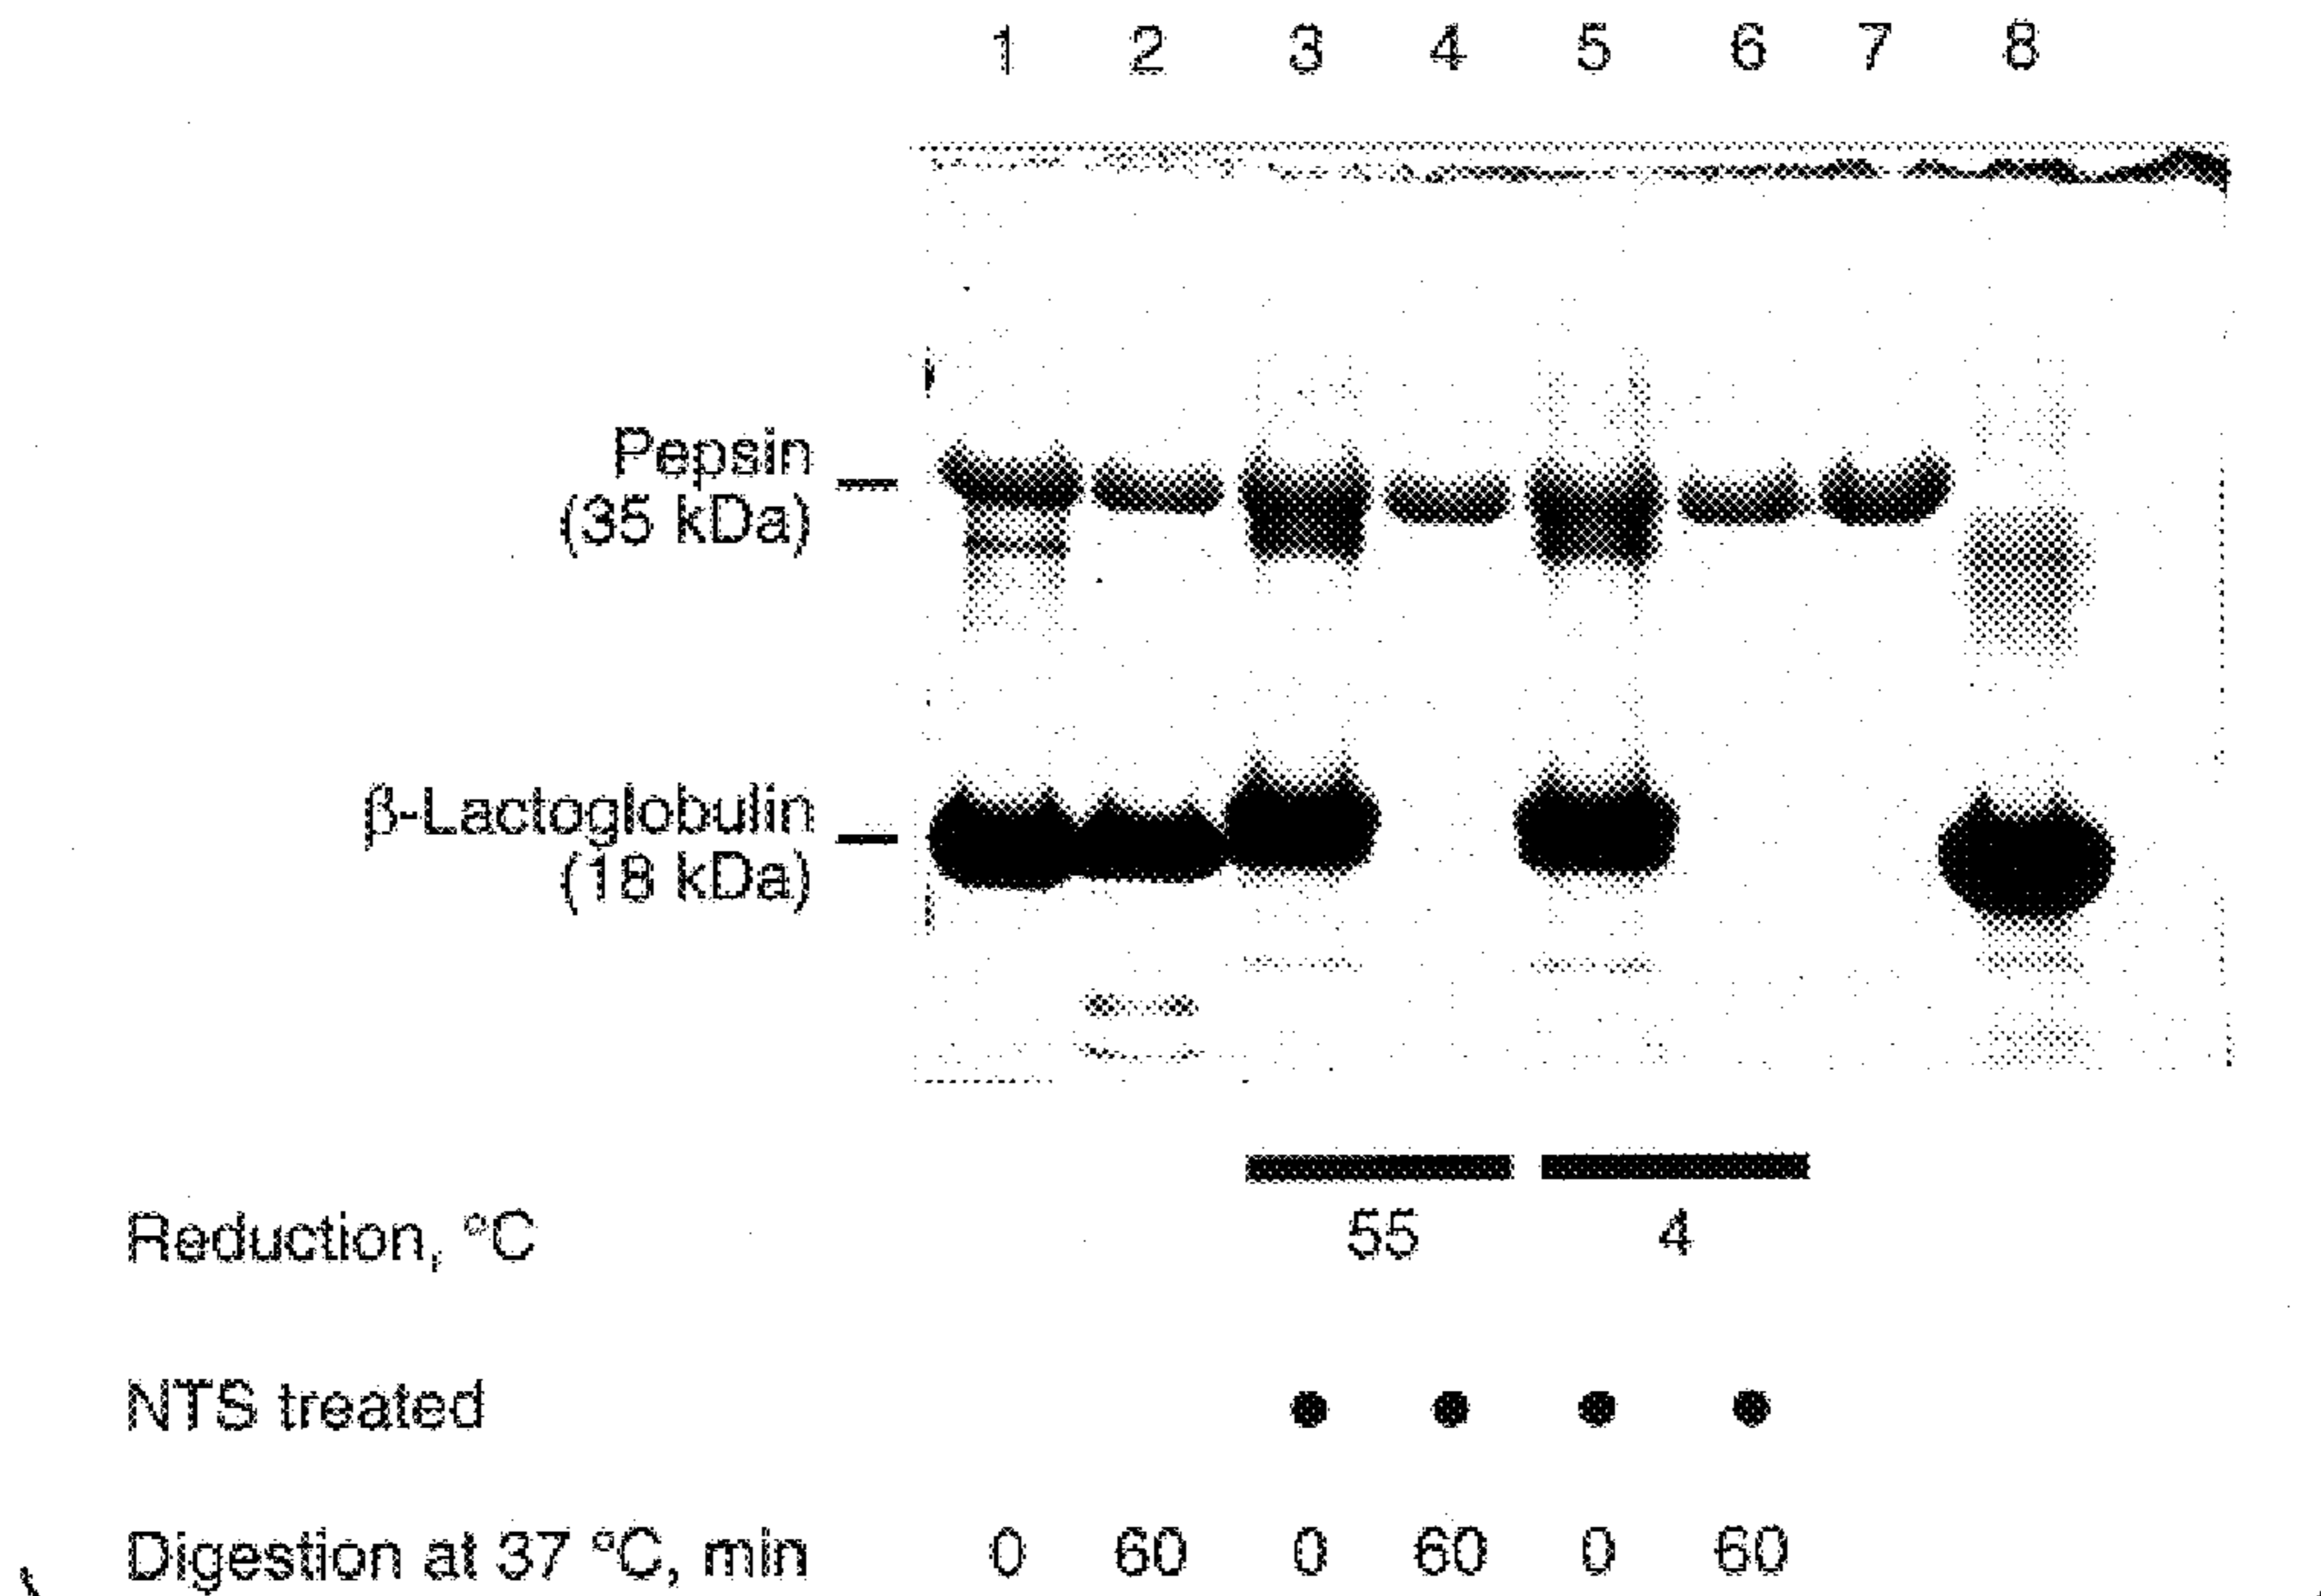 1 2 3 4 5 6 7 8
Pepsin
(35 kDa)
β-Lactoglobulin
(18 kDa)
55 4
Reduction, °C
NTS treated
Digestion at 37 °C, min 0 60 0 60 0 60